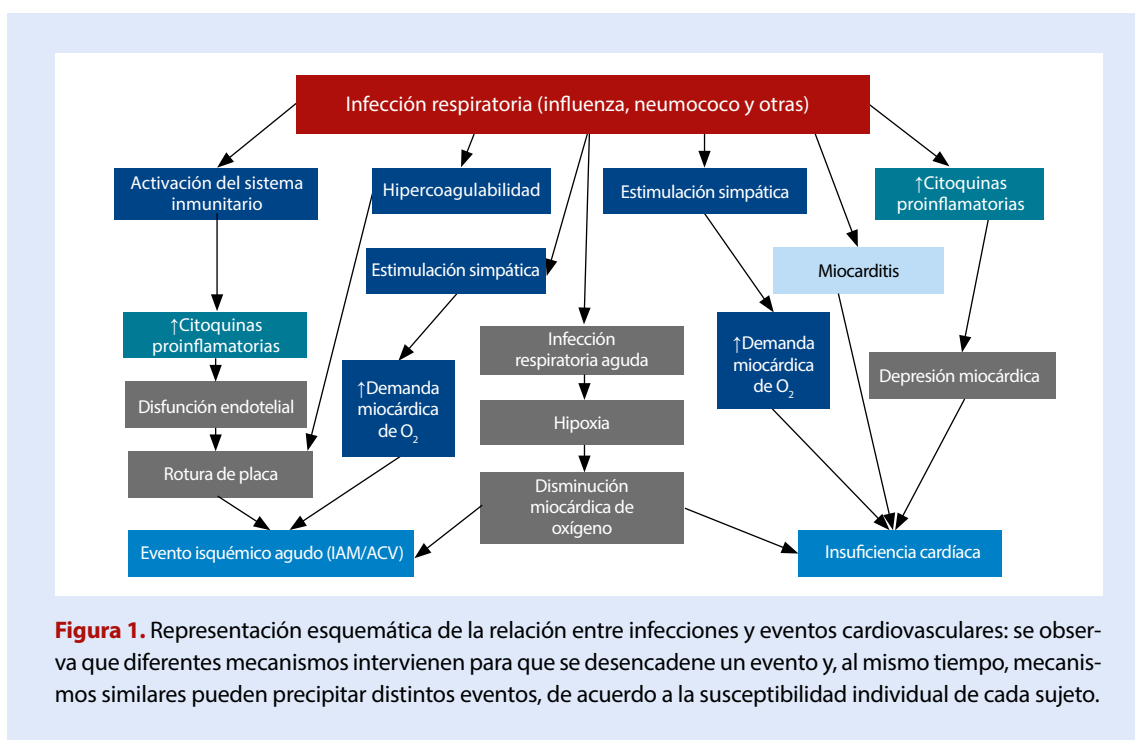 Infección respiratoria (influenza, neumococo y otras)
Activación del sistema
inmunitario
Hipercoagulabilidad
Estimulación simpática
↑Citoquinas
proinflamatorias
Estimulación simpática
Miocarditis
↑Citoquinas
proinflamatorias
Infección
respiratoria aguda
↑Demanda
miocárdica
de O₂
Depresión miocárdica
Disfunción endotelial
↑Demanda
miocárdica
de O₂
Hipoxia
Rotura de placa
Disminución
miocárdica de
oxígeno
Evento isquémico agudo (IAM/ACV)
Insuficiencia cardíaca
Figura 1. Representación esquemática de la relación entre infecciones y eventos cardiovasculares: se obser-
va que diferentes mecanismos intervienen para que se desencadene un evento y, al mismo tiempo, mecanis-
mos similares pueden precipitar distintos eventos, de acuerdo a la susceptibilidad individual de cada sujeto.